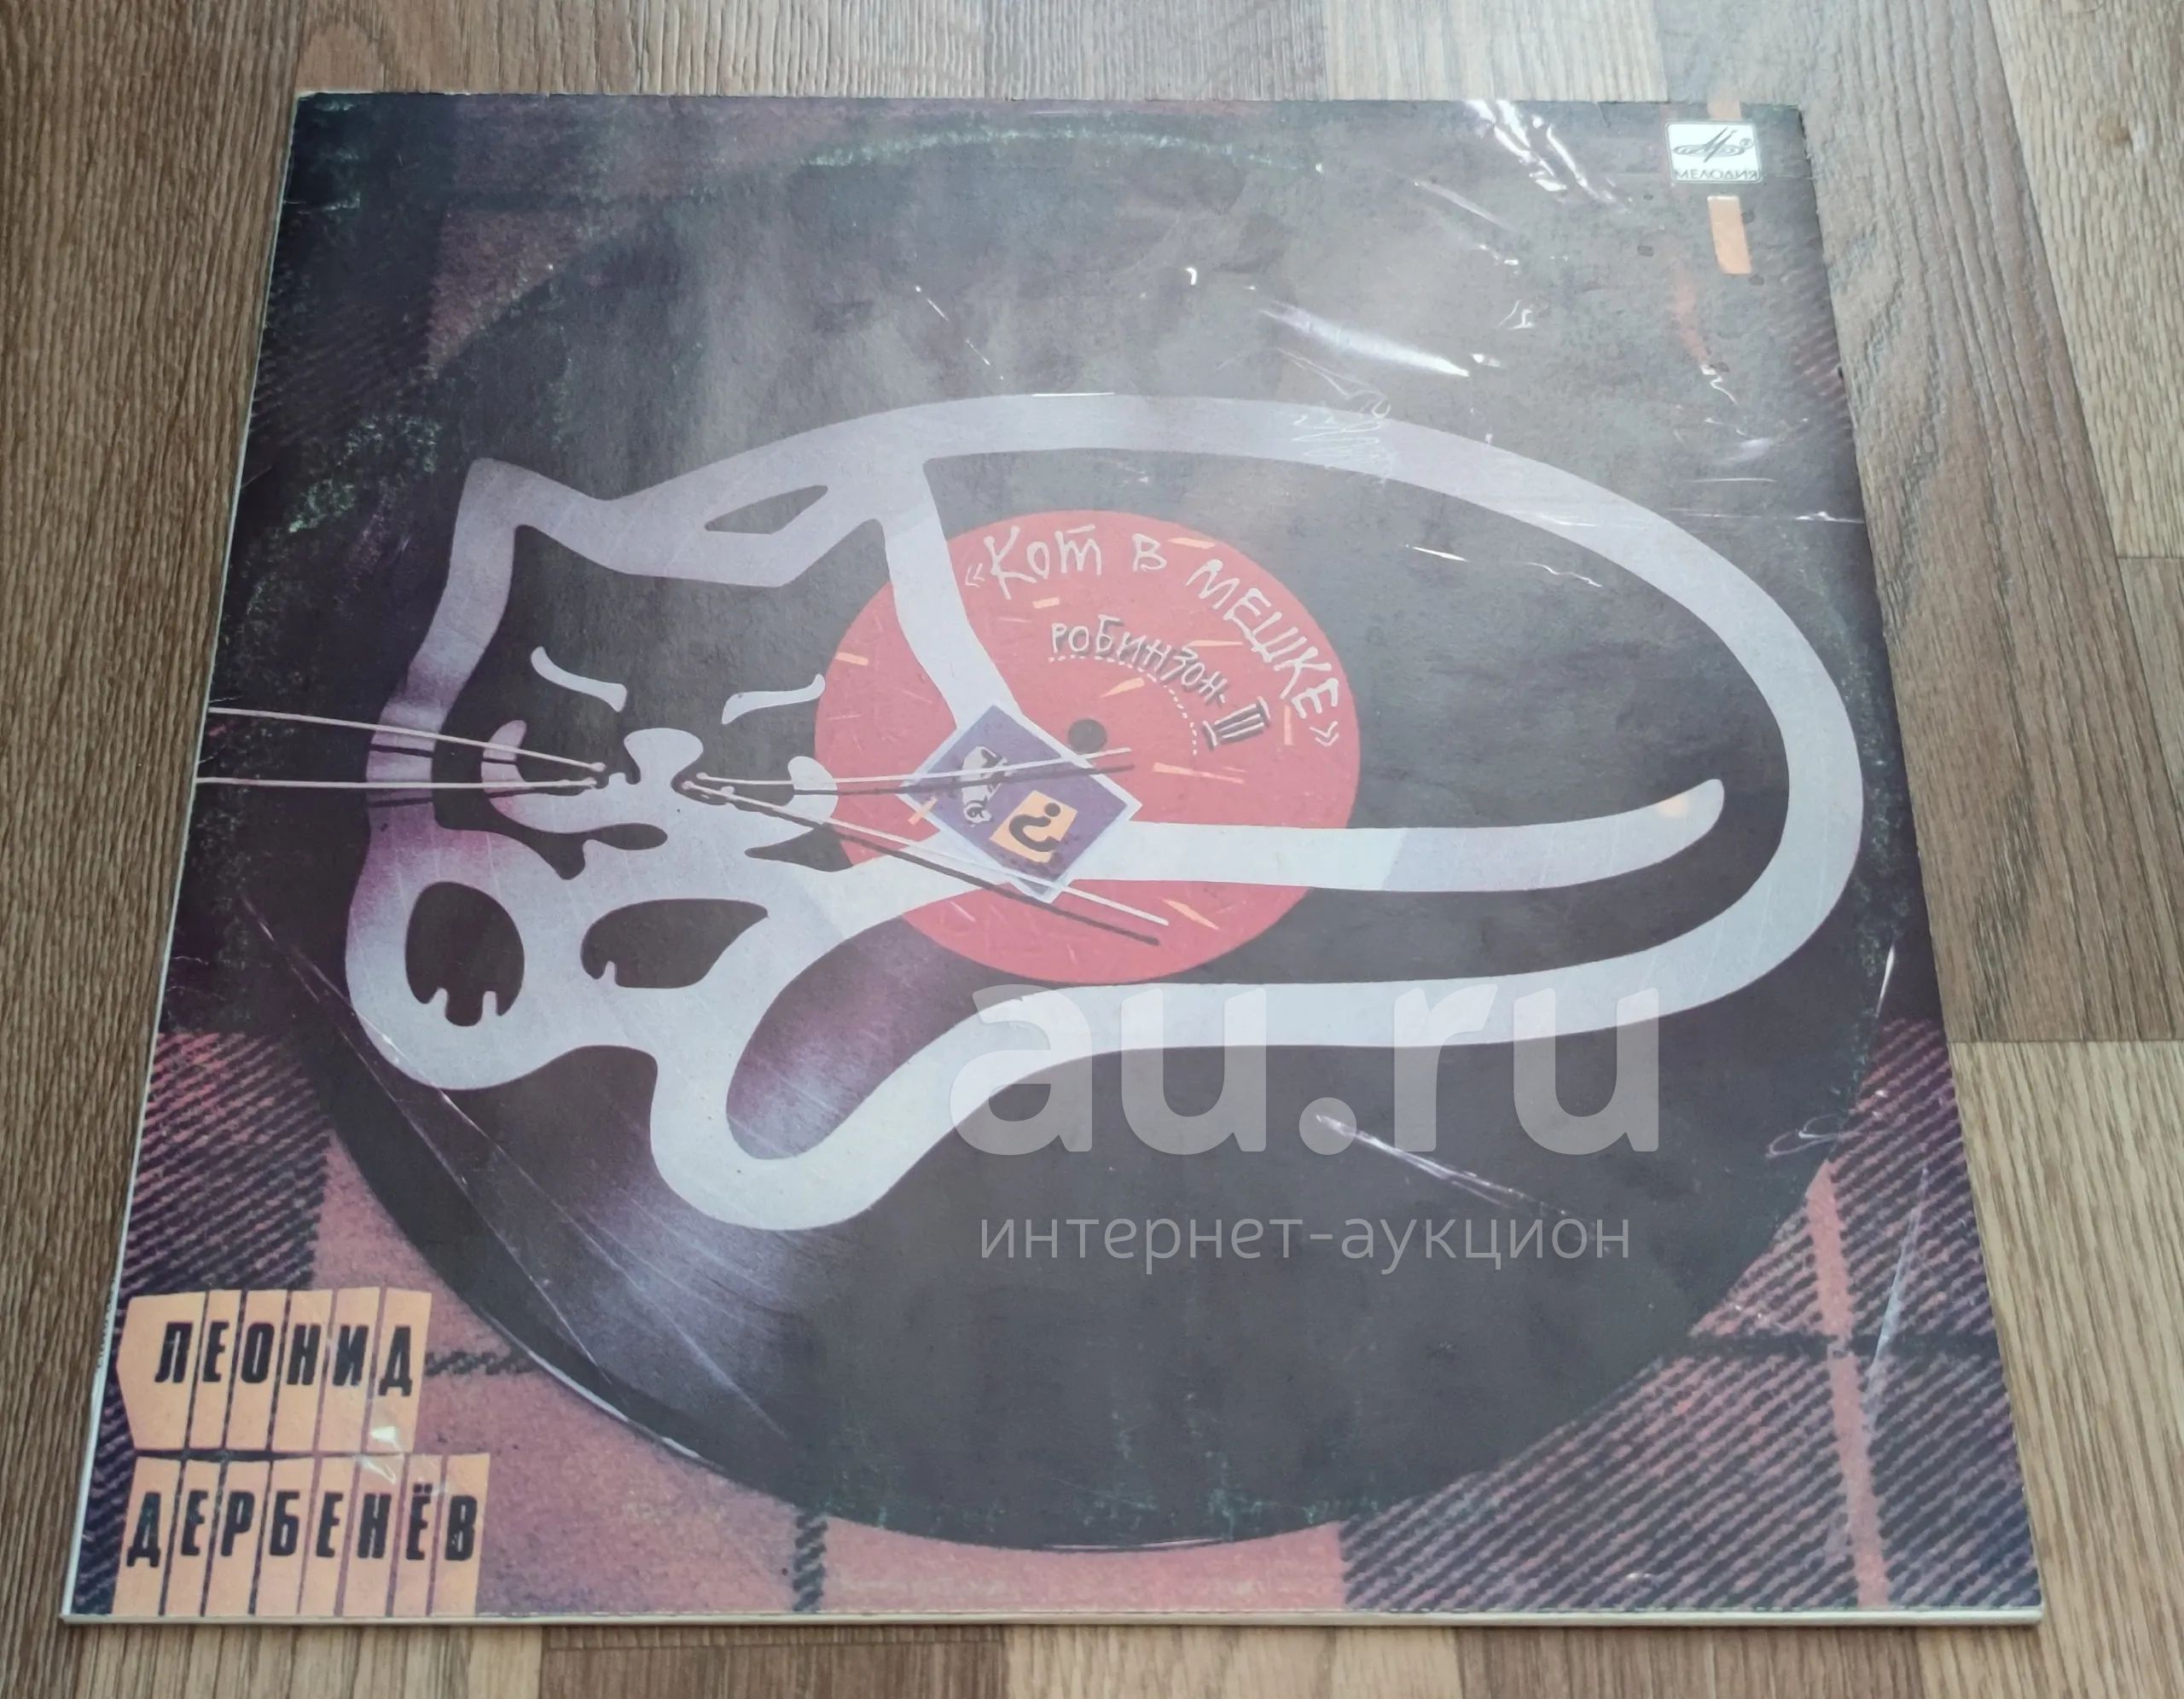 МЕЛОДИЯ
«КОТ В МЕШКЕ»
РОБИНЗОН-III
ЛЕОНИД
ДЕРБЕНЁВ
au.ru
интернет-аукцион